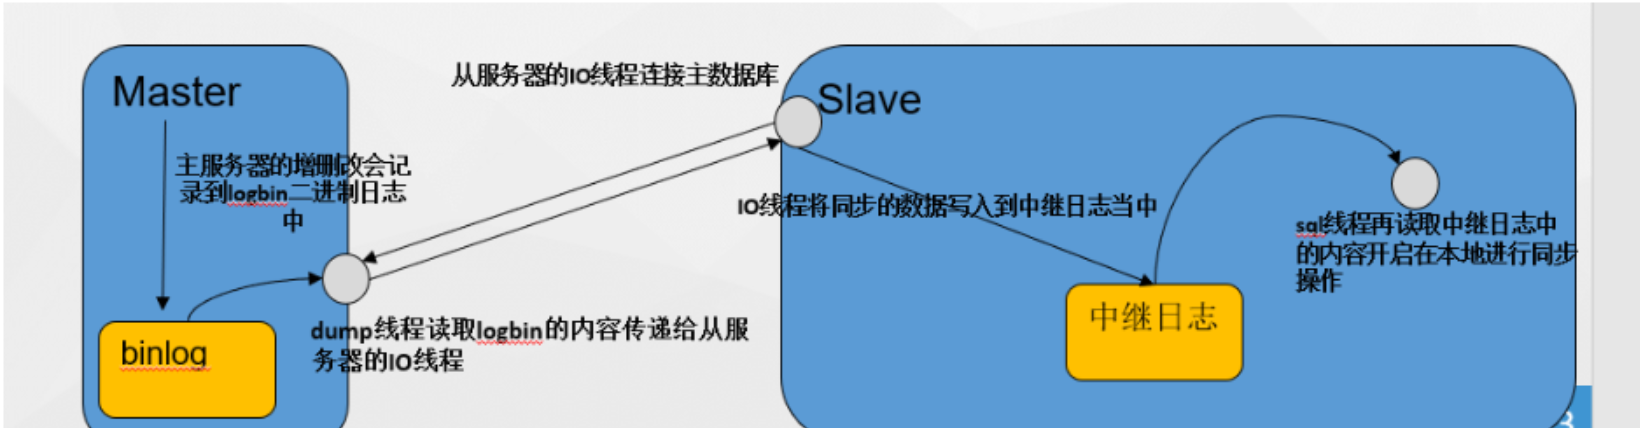 Master
主服务器的增删改会记
录到logbin二进制日志
中
binlog
从服务器的IO线程连接主数据库
dump线程读取logbin的内容传递给从服
务器的IO线程
Slave
IO线程将同步的数据写入到中继日志当中
中继日志
sql线程再读取中继日志中
的内容开启在本地进行同步
操作